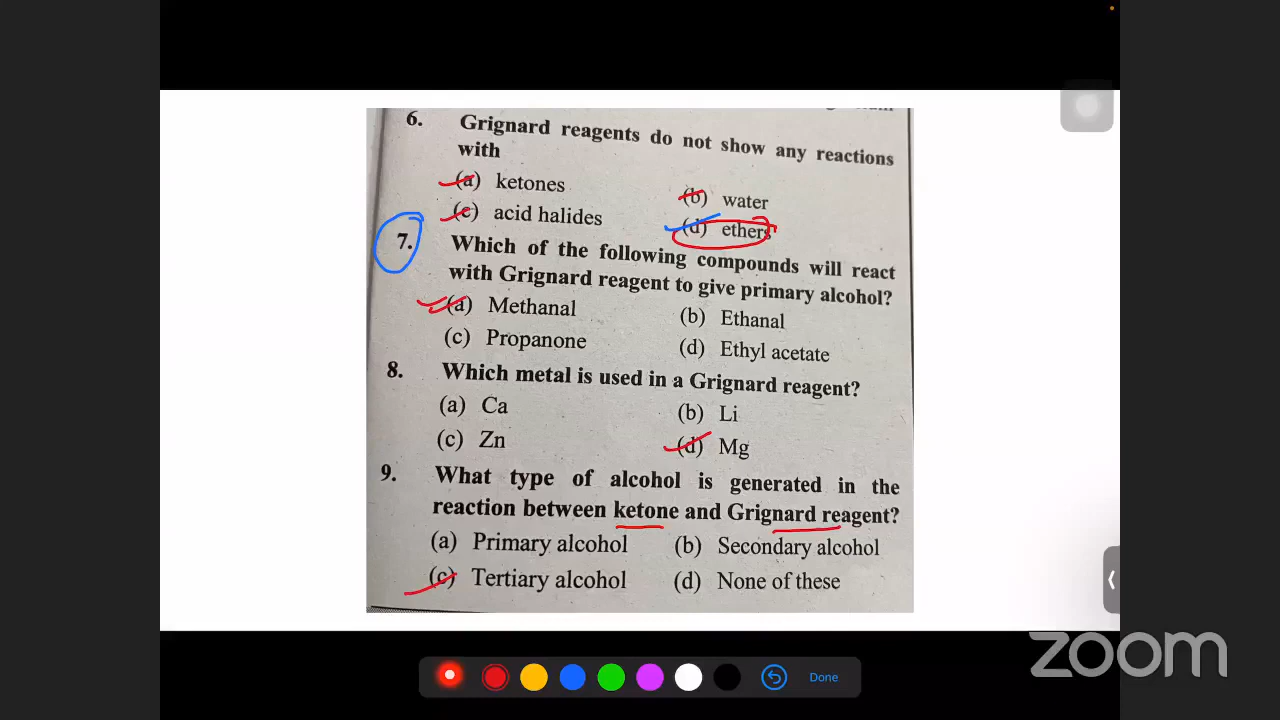 6. Grignard reagents do not show any reactions
with
(a) ketones (b) water
(c) acid halides (d) ethers
7. Which of the following compounds will react
with Grignard reagent to give primary alcohol?
(a) Methanal (b) Ethanal
(c) Propanone (d) Ethyl acetate
8. Which metal is used in a Grignard reagent?
(a) Ca (b) Li
(c) Zn (d) Mg
9. What type of alcohol is generated in the
reaction between ketone and Grignard reagent?
(a) Primary alcohol (b) Secondary alcohol
(c) Tertiary alcohol (d) None of these
zoom
Done